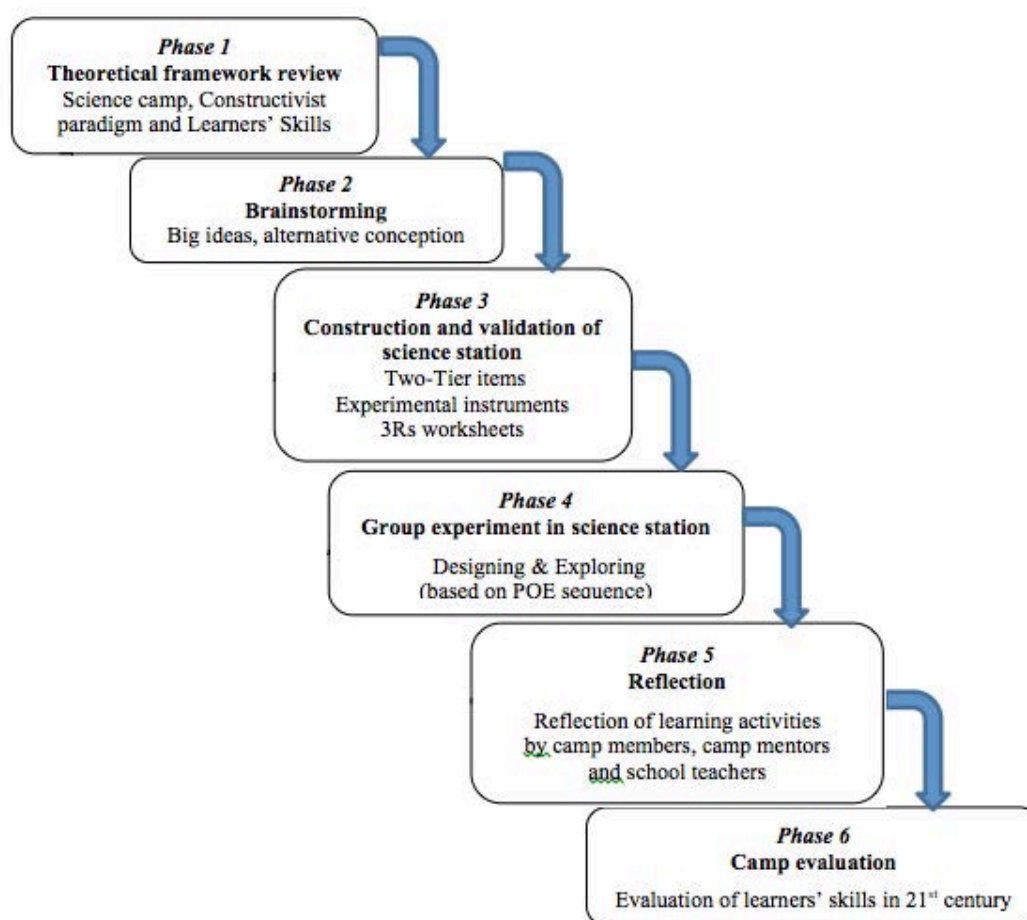 Phase 1
Theoretical framework review
Science camp, Constructivist
paradigm and Learners' Skills
Phase 2
Brainstorming
Big ideas, alternative conception
Phase 3
Construction and validation of
science station
Two-Tier items
Experimental instruments
3Rs worksheets
Phase 4
Group experiment in science station
Designing & Exploring
(based on POE sequence)
Phase 5
Reflection
Reflection of learning activities
by camp members, camp mentors
and school teachers
Phase 6
Camp evaluation
Evaluation of learners' skills in 21st century